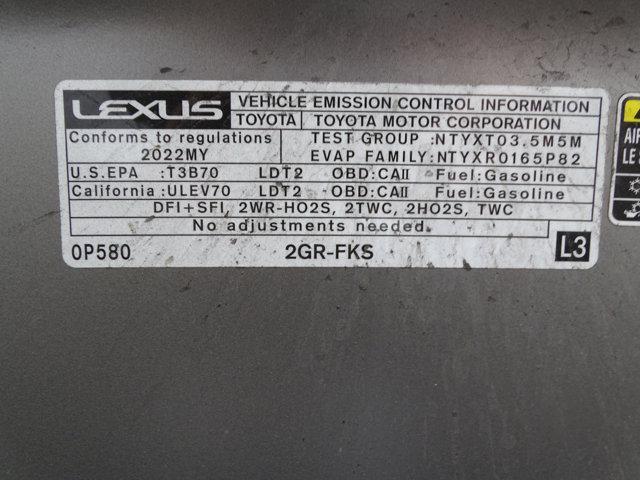 LEXUS VEHICLE EMISSION CONTROL INFORMATION
TOYOTA TOYOTA MOTOR CORPORATION
Conforms to regulations TEST GROUP :NTYXT03.5M5M
2022MY EVAP FAMILY:NTYXR0165P82
U.S.EPA :T3B70 LDT2 OBD:CAII Fuel:Gasoline
California :ULEV70 LDT2 OBD:CAII Fuel:Gasoline
DFI+SFI, 2WR-HO2S, 2TWC, 2HO2S, TWC
No adjustments needed.
0P580 2GR-FKS L3
AIR
LE